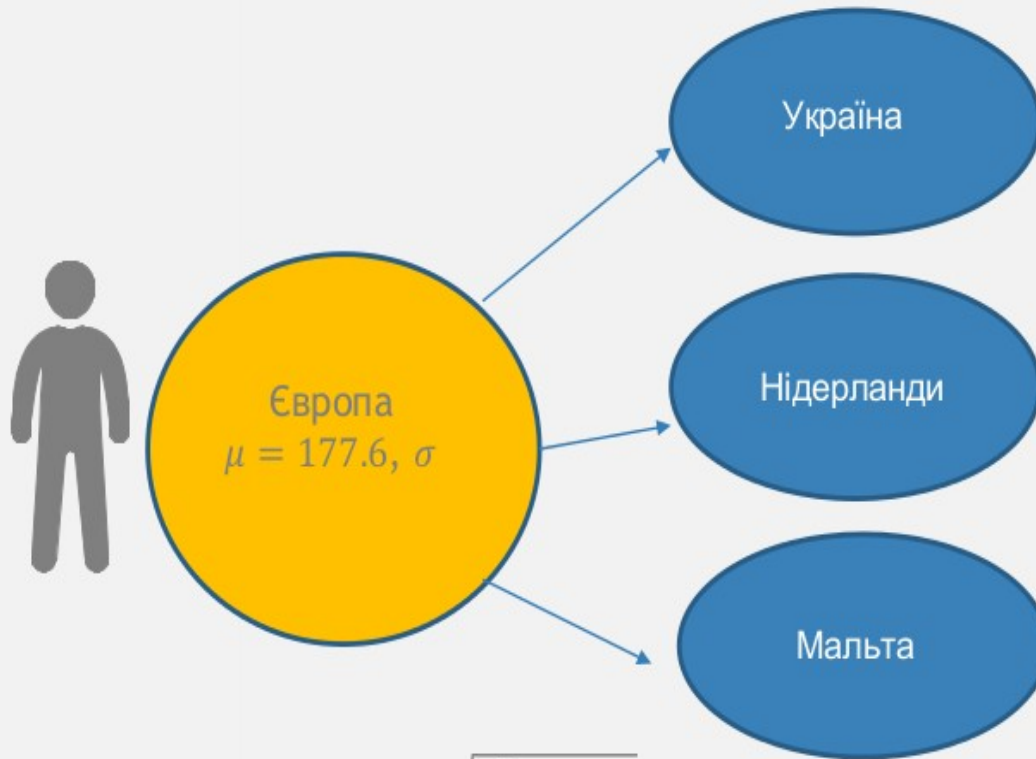 Україна
Нідерланди
Європа
μ = 177.6, σ
Мальта